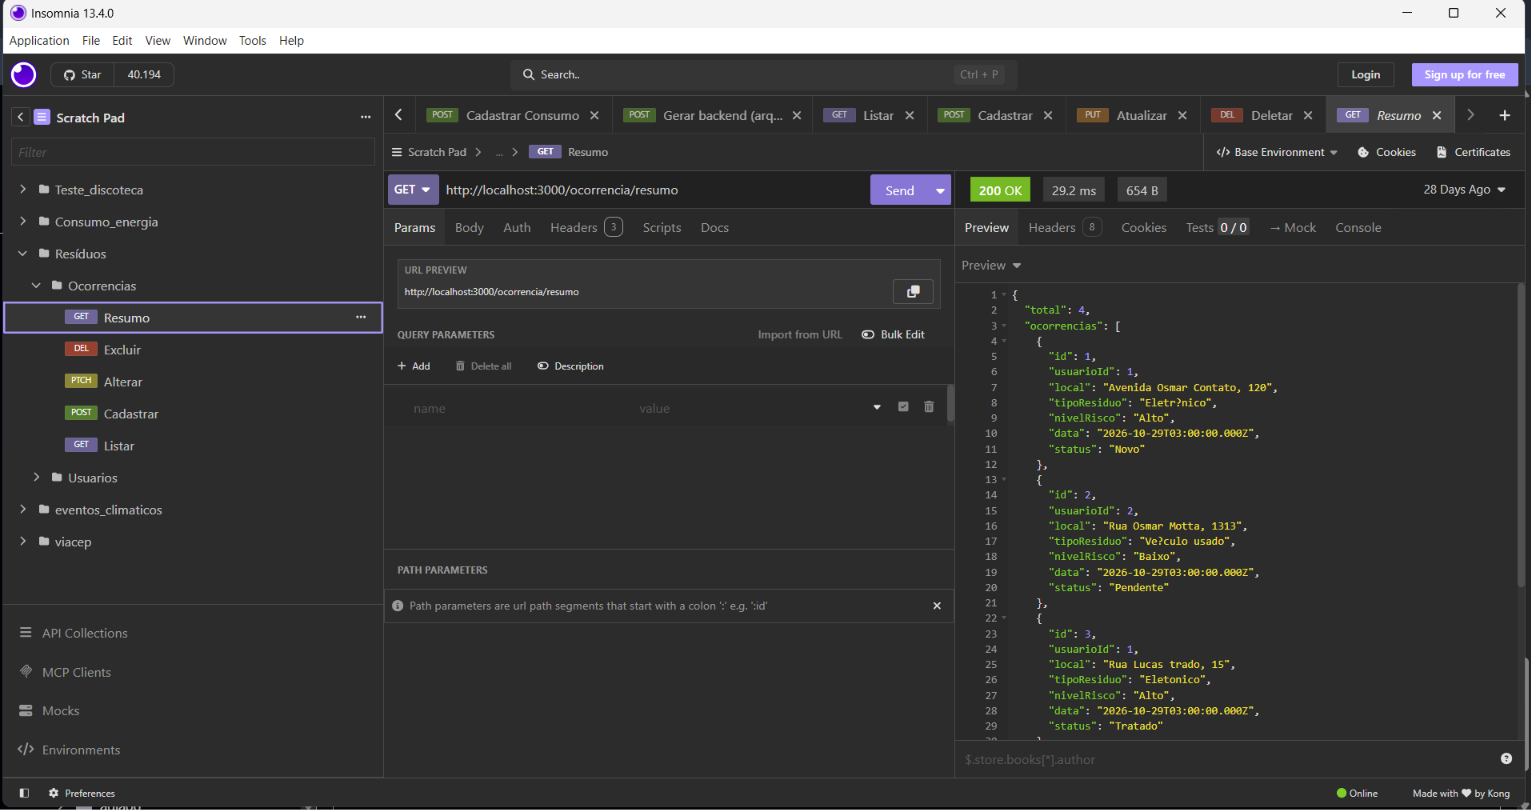 Insomnia 13.4.0
Application File Edit View Window Tools Help
Star 40.194
Search..
Ctrl + P
Login
Sign up for free
Scratch Pad
Filter
Teste_discoteca
Consumo_energia
Resíduos
Ocorrencias
GET Resumo
DEL Excluir
PTCH Alterar
POST Cadastrar
GET Listar
Usuarios
eventos_climaticos
viacep
API Collections
MCP Clients
Mocks
Environments
Preferences
POST Cadastrar Consumo
POST Gerar backend (arq...
GET Listar
POST Cadastrar
PUT Atualizar
DEL Deletar
GET Resumo
Scratch Pad > ... > GET Resumo
Base Environment
Cookies
Certificates
GET http://localhost:3000/ocorrencia/resumo
Send
Params Body Auth Headers 3 Scripts Docs
URL PREVIEW
http://localhost:3000/ocorrencia/resumo
QUERY PARAMETERS
Import from URL
Bulk Edit
+ Add
Delete all
Description
name value
PATH PARAMETERS
Path parameters are url path segments that start with a colon ':' e.g. ':id'
200 OK
29.2 ms
654 B
28 Days Ago
Preview Headers 8 Cookies Tests 0 / 0 → Mock Console
Preview
1 {
2 "total": 4,
3 "ocorrencias": [
4 {
5 "id": 1,
6 "usuarioId": 1,
7 "local": "Avenida Osmar Contato, 120",
8 "tipoResiduo": "Eletr?nico",
9 "nivelRisco": "Alto",
10 "data": "2026-10-29T03:00:00.000Z",
11 "status": "Novo"
12 },
13 {
14 "id": 2,
15 "usuarioId": 2,
16 "local": "Rua Osmar Motta, 1313",
17 "tipoResiduo": "Ve?culo usado",
18 "nivelRisco": "Baixo",
19 "data": "2026-10-29T03:00:00.000Z",
20 "status": "Pendente"
21 },
22 {
23 "id": 3,
24 "usuarioId": 1,
25 "local": "Rua Lucas trado, 15",
26 "tipoResiduo": "Eletonico",
27 "nivelRisco": "Alto",
28 "data": "2026-10-29T03:00:00.000Z",
29 "status": "Tratado"
$.store.books[*].author
Online
Made with ♥ by Kong